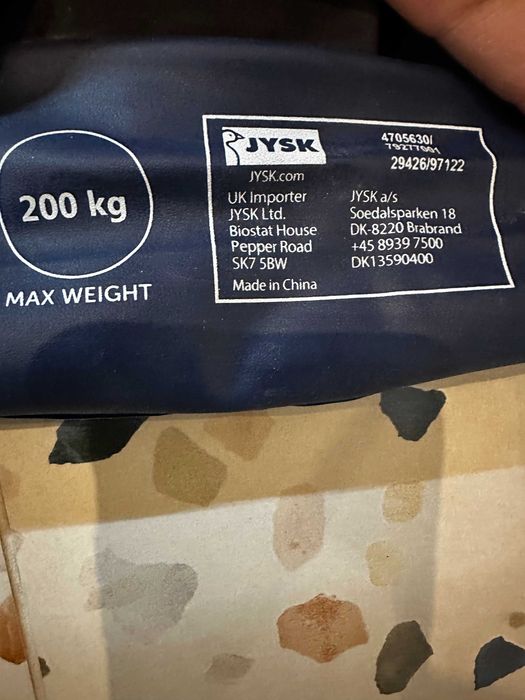 200 kg
MAX WEIGHT
JYSK
JYSK.com
4705630/
79277001
29426/97122
UK Importer
JYSK Ltd.
Biostat House
Pepper Road
SK7 5BW
Made in China
JYSK a/s
Soedalsparken 18
DK-8220 Brabrand
+45 8939 7500
DK13590400